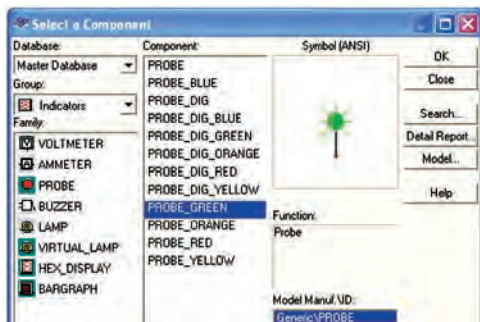 Select a Component
Database:
Master Database
Group:
Indicators
Family:
VOLTMETER
AMMETER
PROBE
BUZZER
LAMP
VIRTUAL_LAMP
HEX_DISPLAY
BARGRAPH
Component:
PROBE
PROBE_BLUE
PROBE_DIG
PROBE_DIG_BLUE
PROBE_DIG_GREEN
PROBE_DIG_ORANGE
PROBE_DIG_RED
PROBE_DIG_YELLOW
PROBE_GREEN
PROBE_ORANGE
PROBE_RED
PROBE_YELLOW
Symbol (ANSI)
Function:
Probe
Model Manuf.\ID:
Generic\PROBE
OK
Close
Search...
Detail Report...
Model...
Help